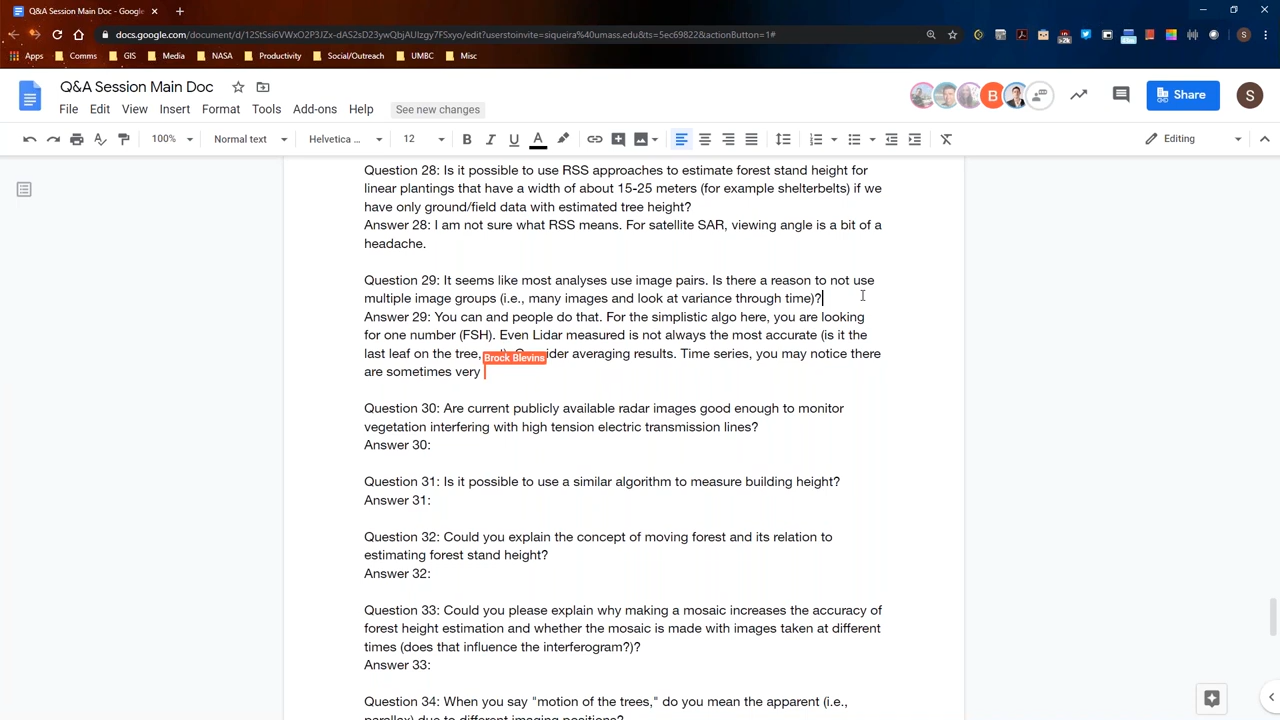 Q&A Session Main Doc - Google
docs.google.com/document/d/12StSsi6VWxO2P3JZx-dAS2sD23ywQbjAUIzgy7FSxyo/edit?userstoinvite=siqueira%40umass.edu&ts=5ec69822&actionButton=1#
S
Apps Comms GIS Media NASA Productivity Social/Outreach UMBC Misc
Q&A Session Main Doc
B
Share
S
File Edit View Insert Format Tools Add-ons Help See new changes
100% Normal text Helvetica ... 12 B I U A Editing
Question 28: Is it possible to use RSS approaches to estimate forest stand height for
linear plantings that have a width of about 15-25 meters (for example shelterbelts) if we
have only ground/field data with estimated tree height?
Answer 28: I am not sure what RSS means. For satellite SAR, viewing angle is a bit of a
headache.
Question 29: It seems like most analyses use image pairs. Is there a reason to not use
multiple image groups (i.e., many images and look at variance through time)?
Answer 29: You can and people do that. For the simplistic algo here, you are looking
for one number (FSH). Even Lidar measured is not always the most accurate (is it the
last leaf on the tree, averaging results. Time series, you may notice there
Brock Blevins
are sometimes very
Question 30: Are current publicly available radar images good enough to monitor
vegetation interfering with high tension electric transmission lines?
Answer 30:
Question 31: Is it possible to use a similar algorithm to measure building height?
Answer 31:
Question 32: Could you explain the concept of moving forest and its relation to
estimating forest stand height?
Answer 32:
Question 33: Could you please explain why making a mosaic increases the accuracy of
forest height estimation and whether the mosaic is made with images taken at different
times (does that influence the interferogram?)?
Answer 33:
Question 34: When you say "motion of the trees," do you mean the apparent (i.e.,
parallax) due to different imaging positions?